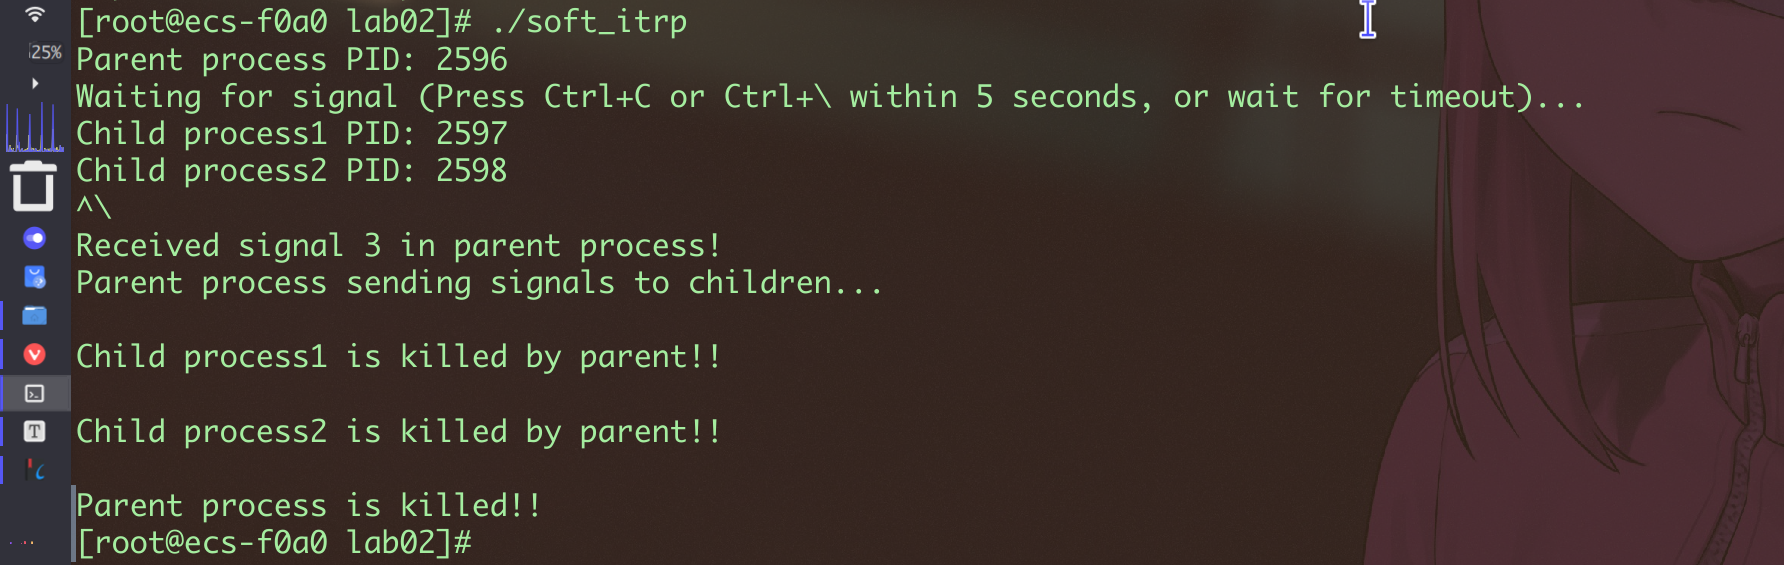 [root@ecs-f0a0 lab02]# ./soft_itrp
25%
Parent process PID: 2596
Waiting for signal (Press Ctrl+C or Ctrl+\ within 5 seconds, or wait for timeout)...
Child process1 PID: 2597
Child process2 PID: 2598
^\
Received signal 3 in parent process!
Parent process sending signals to children...
Child process1 is killed by parent!!
Child process2 is killed by parent!!
T
Parent process is killed!!
[root@ecs-f0a0 lab02]#